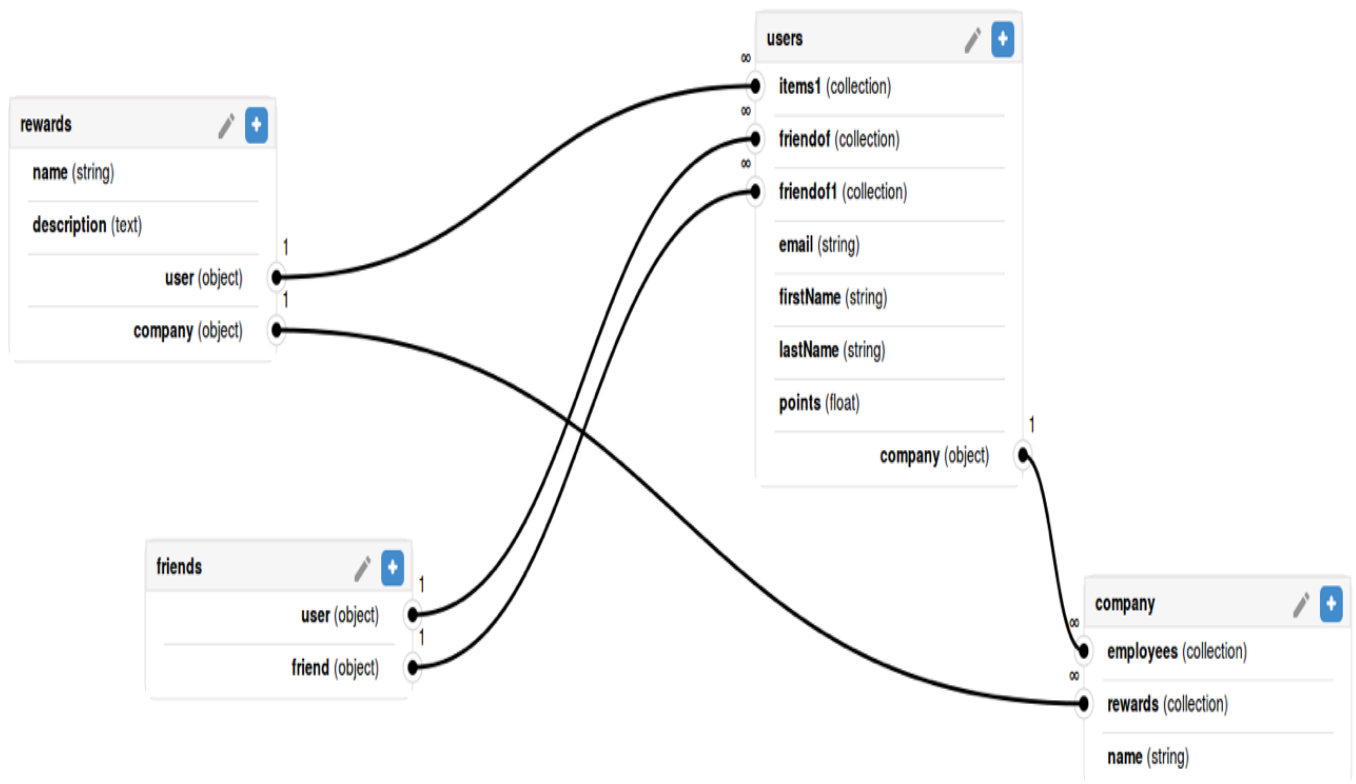 rewards
+
name (string)
description (text)
1
user (object)
1
company (object)
users
+
∞
items1 (collection)
∞
friendof (collection)
∞
friendof1 (collection)
email (string)
firstName (string)
lastName (string)
points (float)
1
company (object)
friends
+
1
user (object)
1
friend (object)
company
+
∞
employees (collection)
∞
rewards (collection)
name (string)